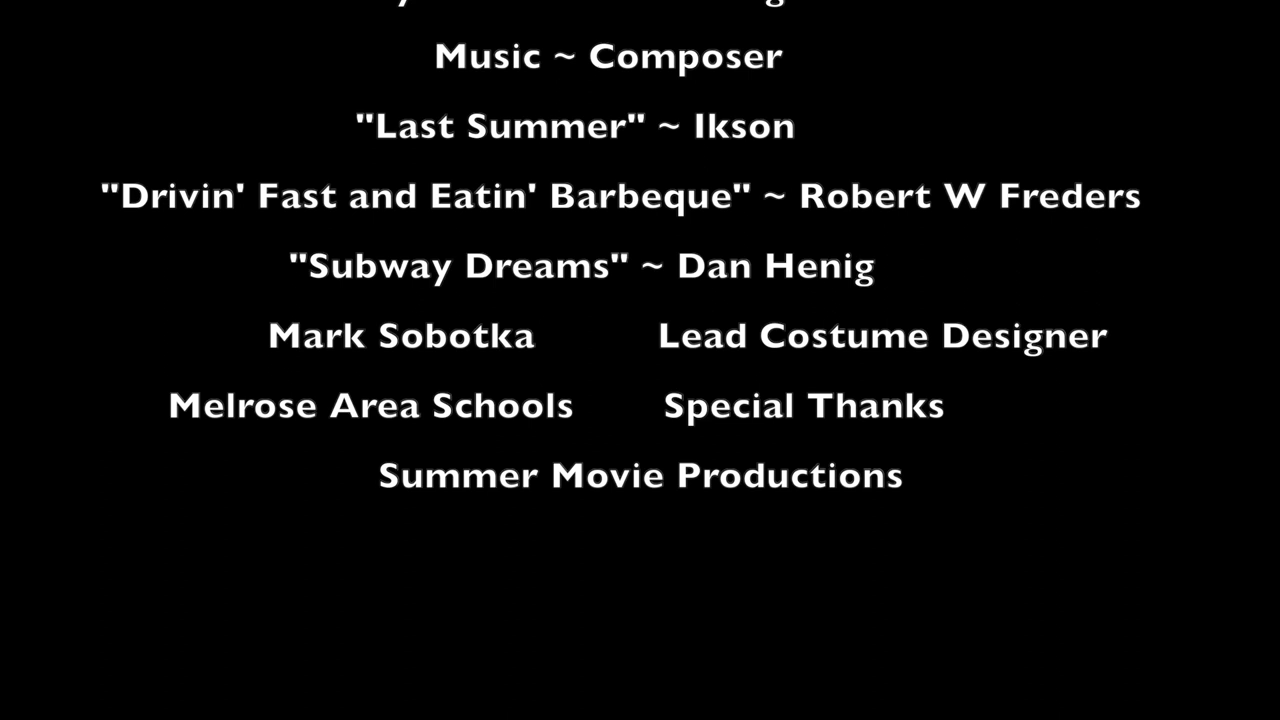 Music ~ Composer
"Last Summer" ~ Ikson
"Drivin' Fast and Eatin' Barbeque" ~ Robert W Freders
"Subway Dreams" ~ Dan Henig
Mark Sobotka Lead Costume Designer
Melrose Area Schools Special Thanks
Summer Movie Productions